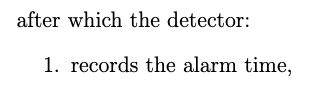 after which the detector:
1. records the alarm time,